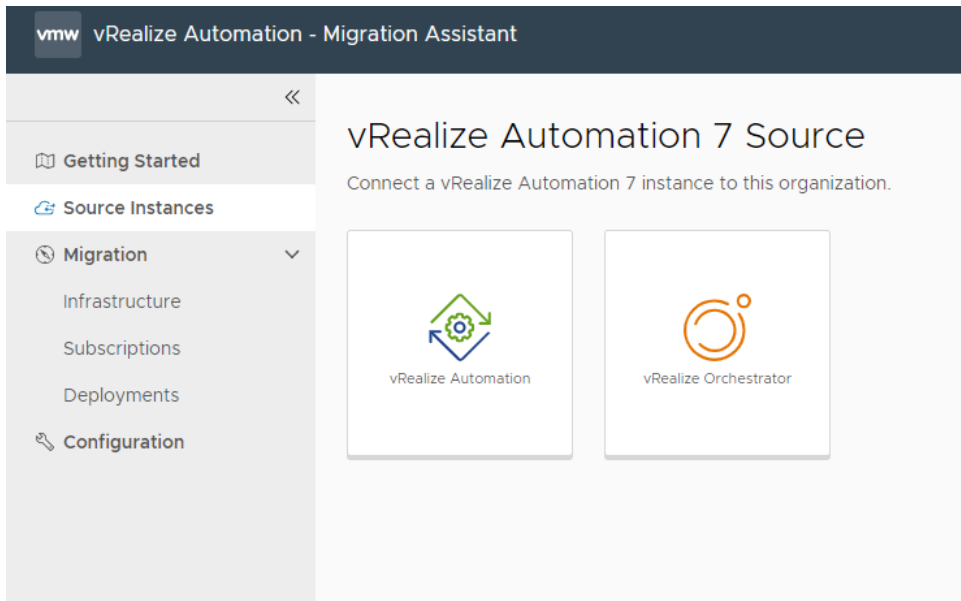 vmw vRealize Automation - Migration Assistant
Getting Started
Source Instances
Migration
Infrastructure
Subscriptions
Deployments
Configuration
vRealize Automation 7 Source
Connect a vRealize Automation 7 instance to this organization.
vRealize Automation
vRealize Orchestrator